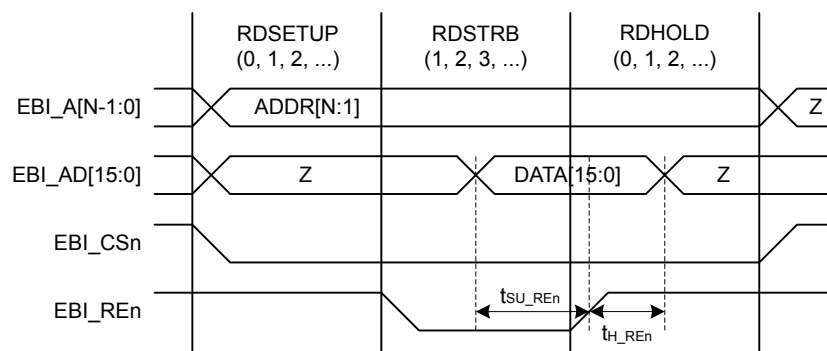 RDSETUP RDSTRB RDHOLD
(0, 1, 2, ...) (1, 2, 3, ...) (0, 1, 2, ...)
EBI_A[N-1:0] ADDR[N:1] Z
EBI_AD[15:0] Z DATA[15:0] Z
EBI_CSn
tSU_REn
EBI_REn
tH_REn